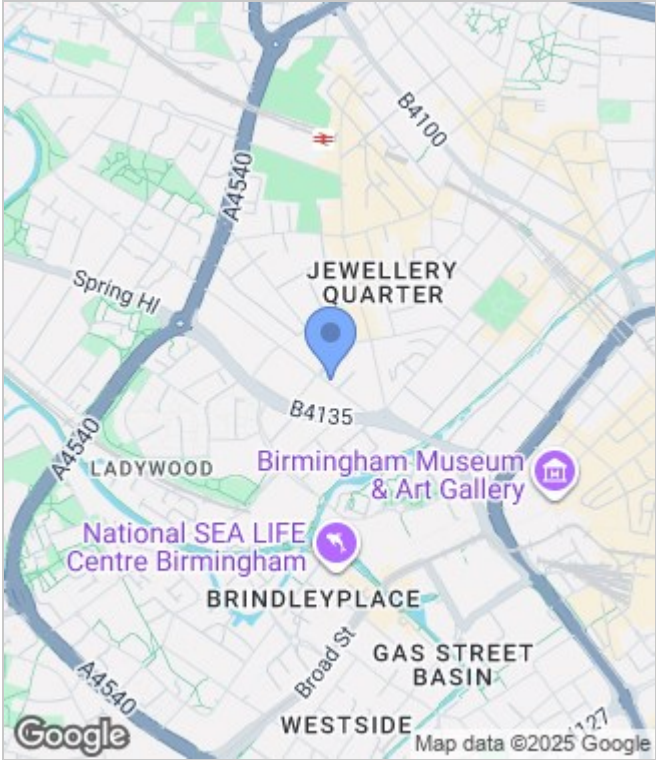 B4100
A4540
JEWELLERY
QUARTER
Spring Hl
B4135
A4540
LADYWOOD
Birmingham Museum
& Art Gallery
National SEA LIFE
Centre Birmingham
BRINDLEYPLACE
Broad St
GAS STREET
BASIN
A4540
WESTSIDE
Google
Map data ©2025 Google